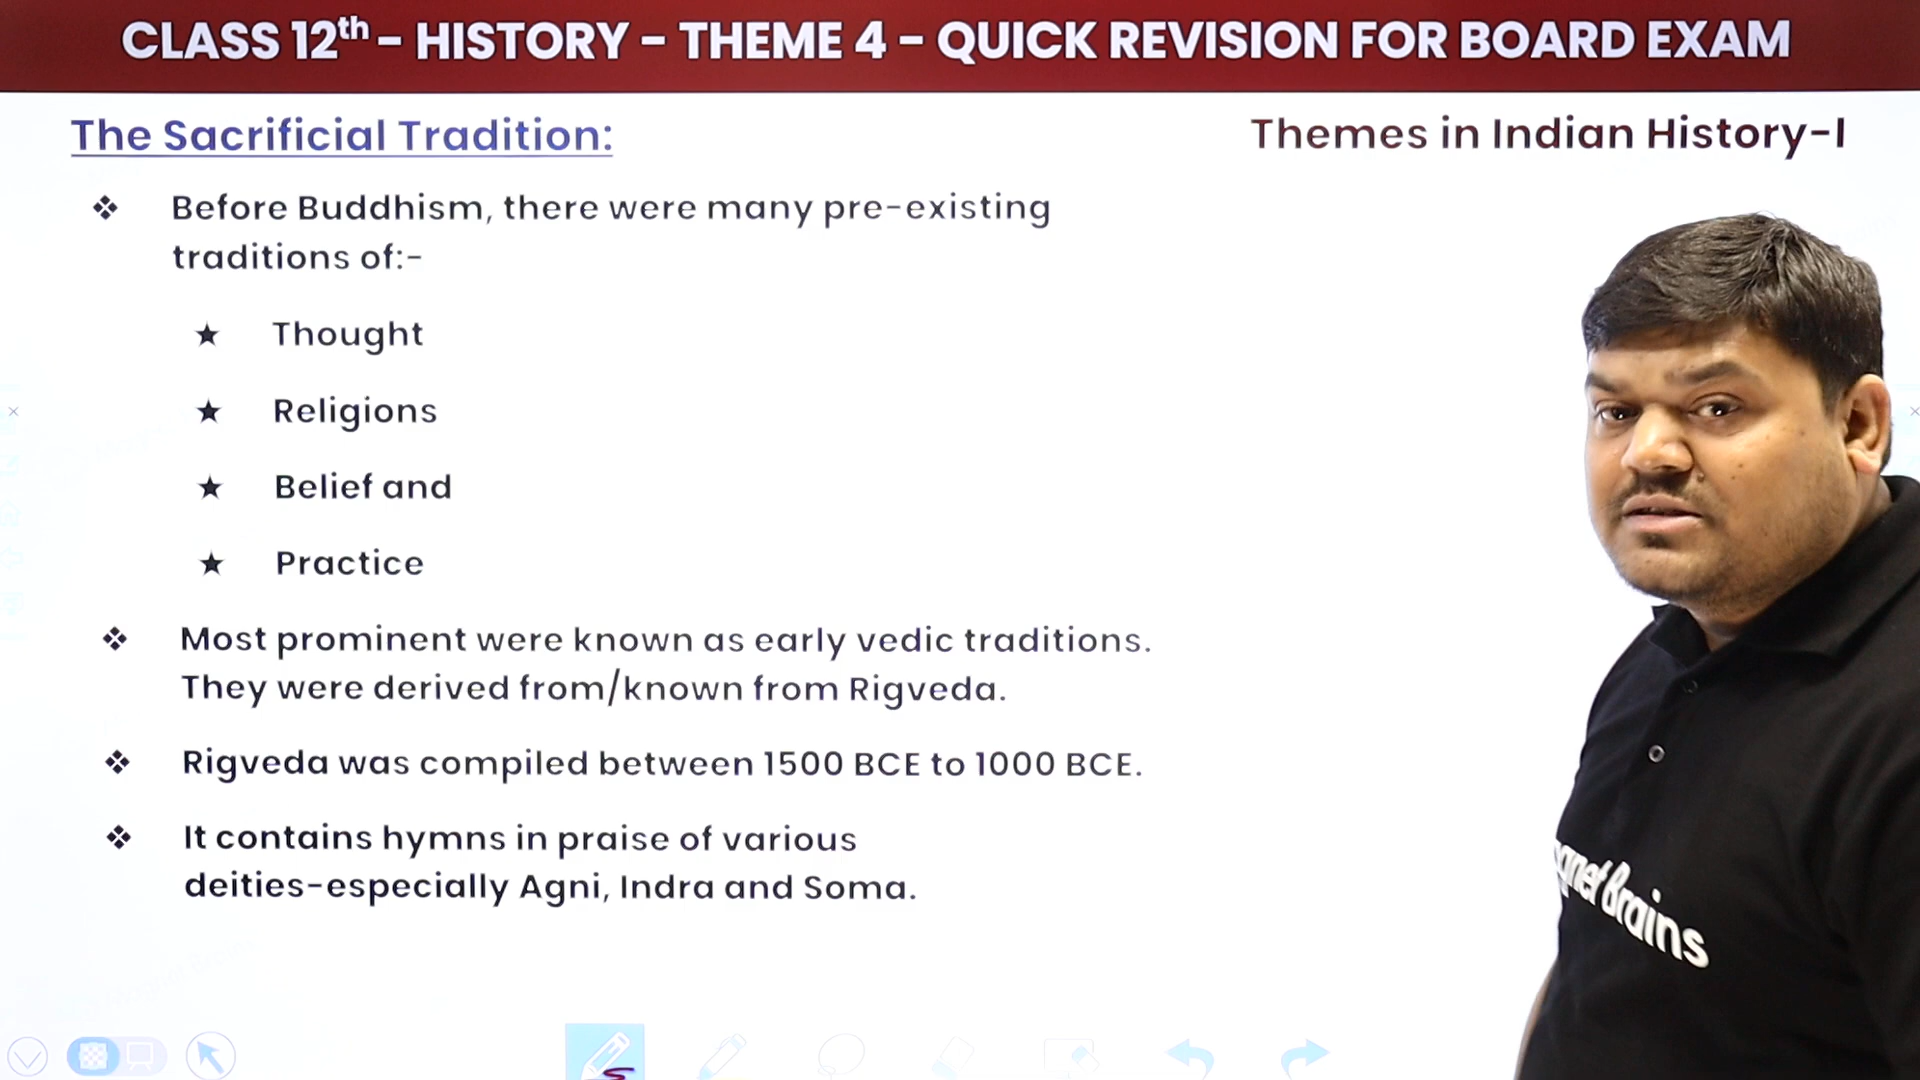 CLASS 12th - HISTORY - THEME 4 - QUICK REVISION FOR BOARD EXAM
The Sacrificial Tradition:
Themes in Indian History-I
❖ Before Buddhism, there were many pre-existing
traditions of:-
★ Thought
★ Religions
★ Belief and
★ Practice
❖ Most prominent were known as early vedic traditions.
They were derived from/known from Rigveda.
❖ Rigveda was compiled between 1500 BCE to 1000 BCE.
❖ It contains hymns in praise of various
deities-especially Agni, Indra and Soma.
Brains